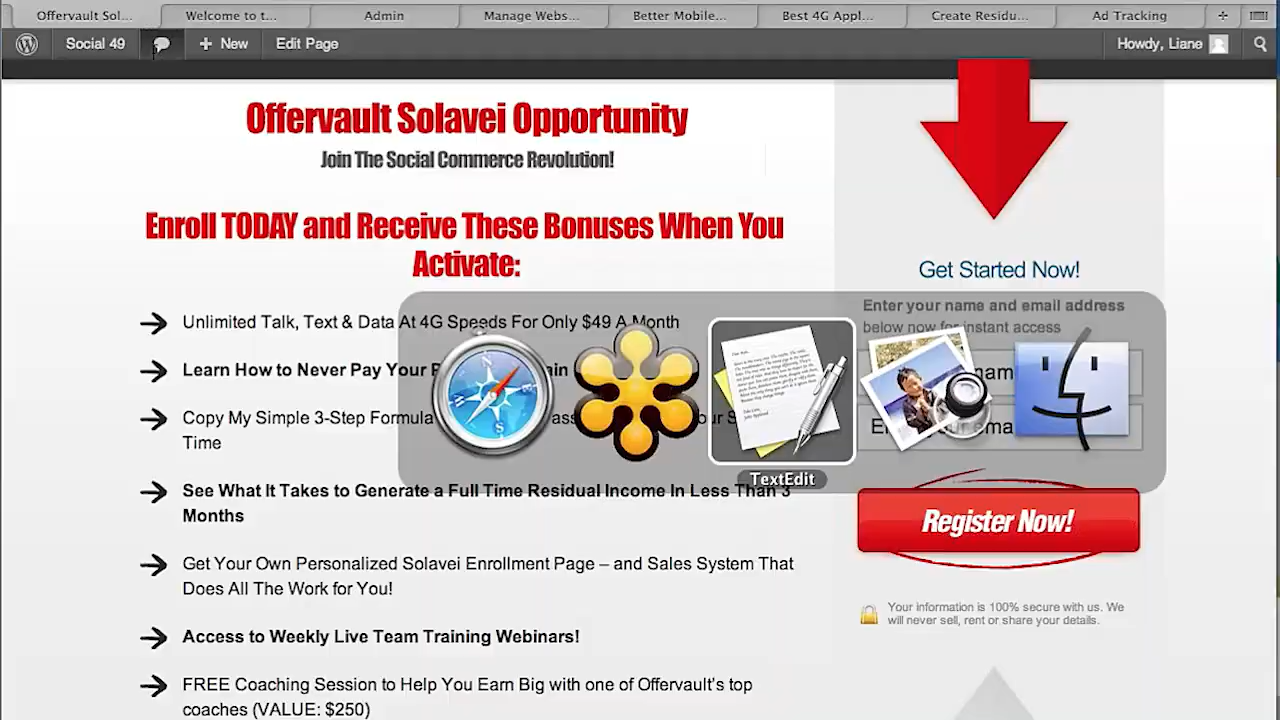 Offervault Sol...
Welcome to t...
Admin
Manage Webs...
Better Mobile...
Best 4G Appl...
Create Residu...
Ad Tracking
Social 49
+ New
Edit Page
Howdy, Liane
Offervault Solavei Opportunity
Join The Social Commerce Revolution!
Enroll TODAY and Receive These Bonuses When You
Activate:
Unlimited Talk, Text & Data At 4G Speeds For Only $49 A Month
Learn How to Never Pay Your
Copy My Simple 3-Step Formula
Time
See What It Takes to Generate a Full Time Residual Income In Less Than 3
Months
Get Your Own Personalized Solavei Enrollment Page – and Sales System That
Does All The Work for You!
Access to Weekly Live Team Training Webinars!
FREE Coaching Session to Help You Earn Big with one of Offervault's top
coaches (VALUE: $250)
TextEdit
Get Started Now!
Enter your name and email address
below now for instant access
Register Now!
Your information is 100% secure with us. We
will never sell, rent or share your details.